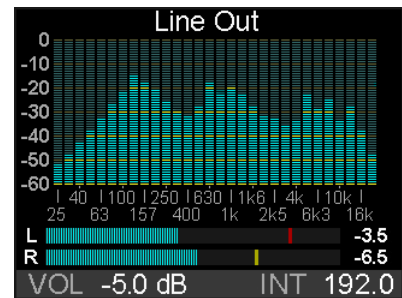 Line Out
0
-10
-20
-30
-40
-50
-60
40 100 250 630 1k6 4k 10k
25 63 157 400 1k 2k5 6k3 16k
L -3.5
R -6.5
VOL -5.0 dB INT 192.0